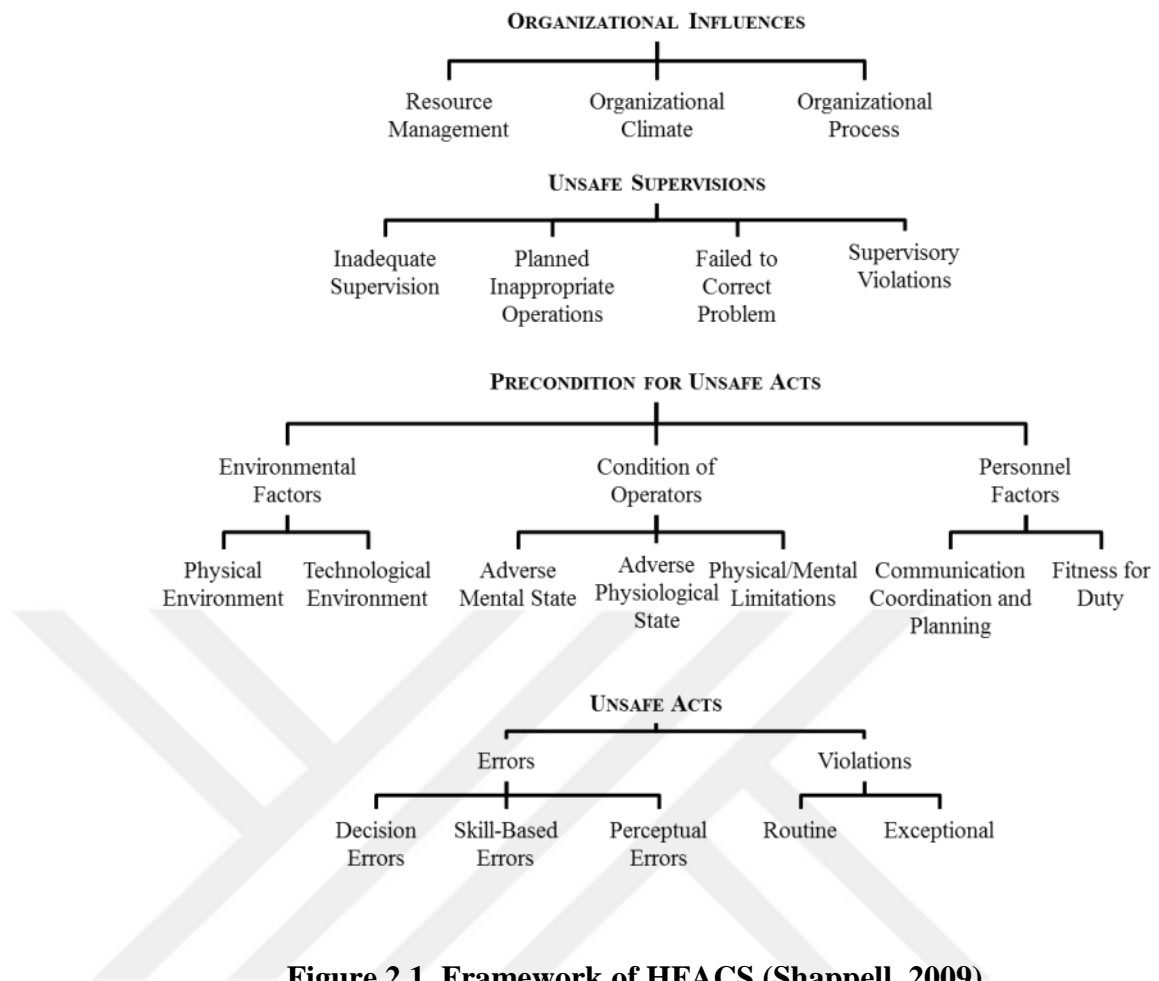 ORGANIZATIONAL INFLUENCES
Resource
Management
Organizational
Climate
Organizational
Process
UNSAFE SUPERVISIONS
Inadequate
Supervision
Planned
Inappropriate
Operations
Failed to
Correct
Problem
Supervisory
Violations
PRECONDITION FOR UNSAFE ACTS
Environmental
Factors
Condition of
Operators
Personnel
Factors
Physical
Environment
Technological
Environment
Adverse
Mental State
Adverse
Physiological
State
Physical/Mental
Limitations
Communication
Coordination and
Planning
Fitness for
Duty
UNSAFE ACTS
Errors
Violations
Decision
Errors
Skill-Based
Errors
Perceptual
Errors
Routine
Exceptional
Figure 2.1. Framework of HFACS (Shappell, 2009)